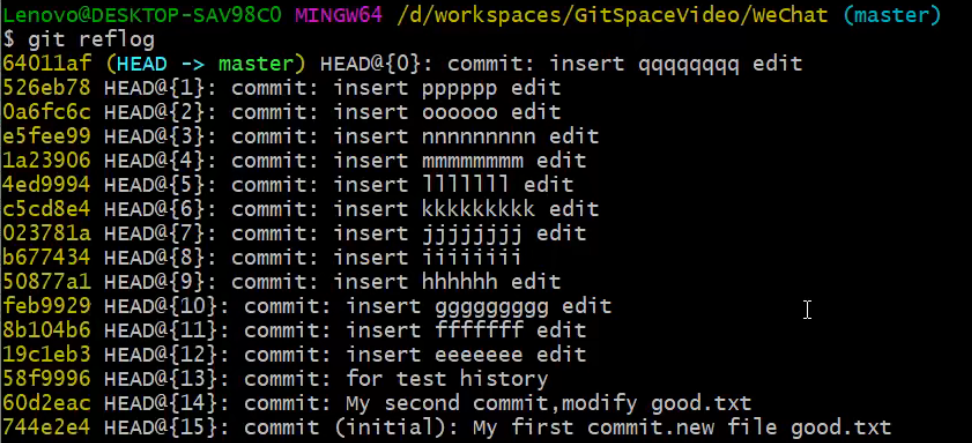 Lenovo@DESKTOP-SAV98C0 MINGW64 /d/workspaces/GitSpaceVideo/WeChat (master)
$ git reflog
64011af (HEAD -> master) HEAD@{0}: commit: insert qqqqqqqq edit
526eb78 HEAD@{1}: commit: insert pppppp edit
0a6fc6c HEAD@{2}: commit: insert oooooo edit
e5fee99 HEAD@{3}: commit: insert nnnnnnnnn edit
1a23906 HEAD@{4}: commit: insert mmmmmmmm edit
4ed9994 HEAD@{5}: commit: insert lllllll edit
c5cd8e4 HEAD@{6}: commit: insert kkkkkkkkk edit
023781a HEAD@{7}: commit: insert jjjjjjjj edit
b677434 HEAD@{8}: commit: insert iiiiiiii
50877a1 HEAD@{9}: commit: insert hhhhhh edit
feb9929 HEAD@{10}: commit: insert ggggggggg edit
8b104b6 HEAD@{11}: commit: insert fffffff edit
19c1eb3 HEAD@{12}: commit: insert eeeeeee edit
58f9996 HEAD@{13}: commit: for test history
60d2eac HEAD@{14}: commit: My second commit,modify good.txt
744e2e4 HEAD@{15}: commit (initial): My first commit.new file good.txt